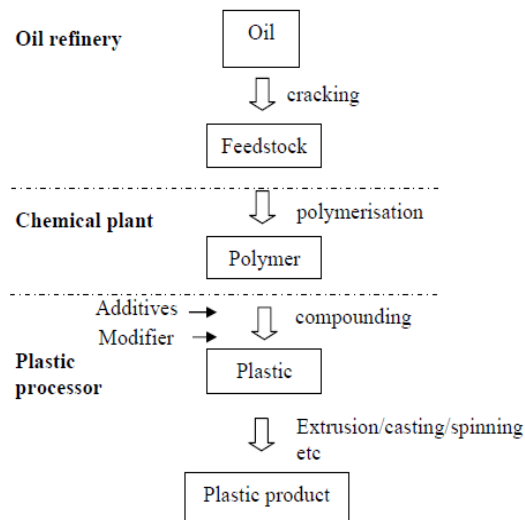 Oil refinery
Oil
cracking
Feedstock
polymerisation
Chemical plant
Polymer
Additives
compounding
Modifier
Plastic
processor
Plastic
Extrusion/casting/spinning
etc
Plastic product